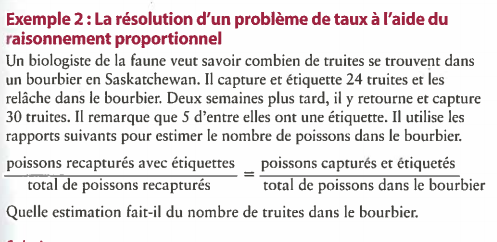 Exemple 2 : La résolution d'un problème de taux à l'aide du
raisonnement proportionnel
Un biologiste de la faune veut savoir combien de truites se trouvent dans
un bourbier en Saskatchewan. Il capture et étiquette 24 truites et les
relâche dans le bourbier. Deux semaines plus tard, il y retourne et capture
30 truites. Il remarque que 5 d'entre elles ont une étiquette. Il utilise les
rapports suivants pour estimer le nombre de poissons dans le bourbier.
poissons recapturés avec étiquettes = poissons capturés et étiquetés
total de poissons recapturés total de poissons dans le bourbier
Quelle estimation fait-il du nombre de truites dans le bourbier.